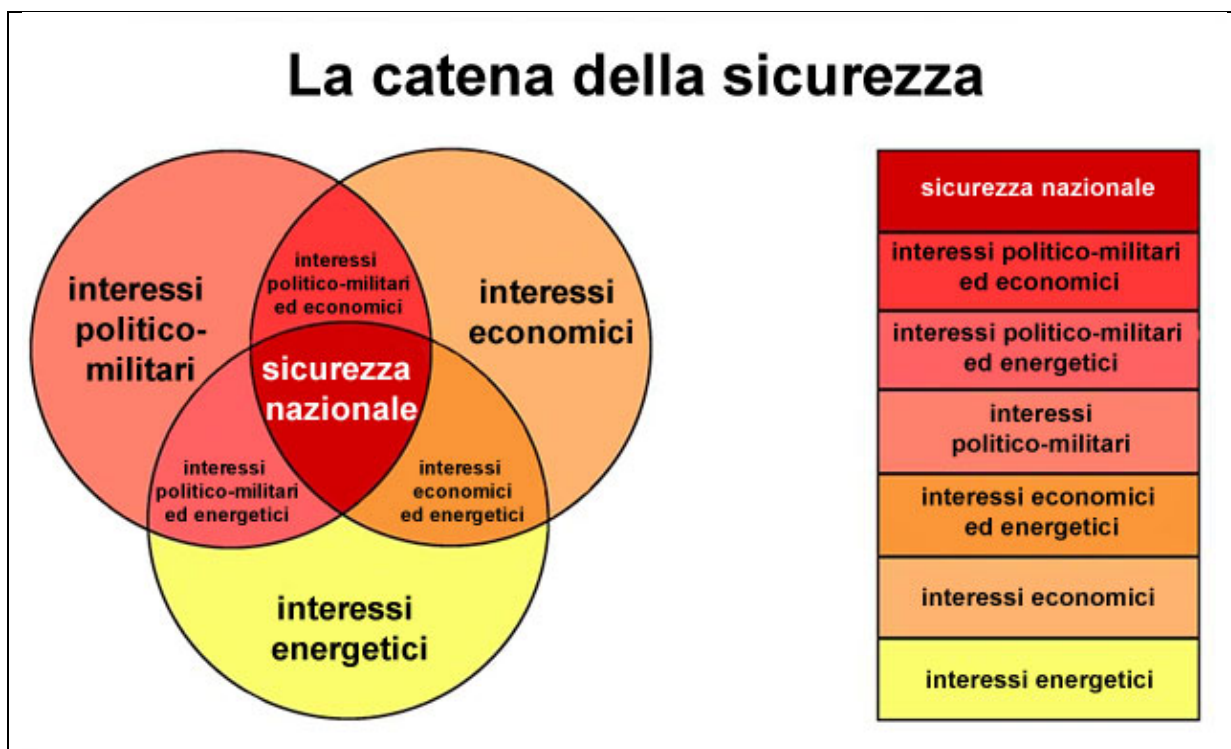 La catena della sicurezza
interessi
politico-
militari
interessi
politico-militari
ed economici
interessi
economici
sicurezza
nazionale
interessi
politico-militari
ed energetici
interessi
economici
ed energetici
interessi
energetici
sicurezza nazionale
interessi politico-militari
ed economici
interessi politico-militari
ed energetici
interessi
politico-militari
interessi economici
ed energetici
interessi economici
interessi energetici